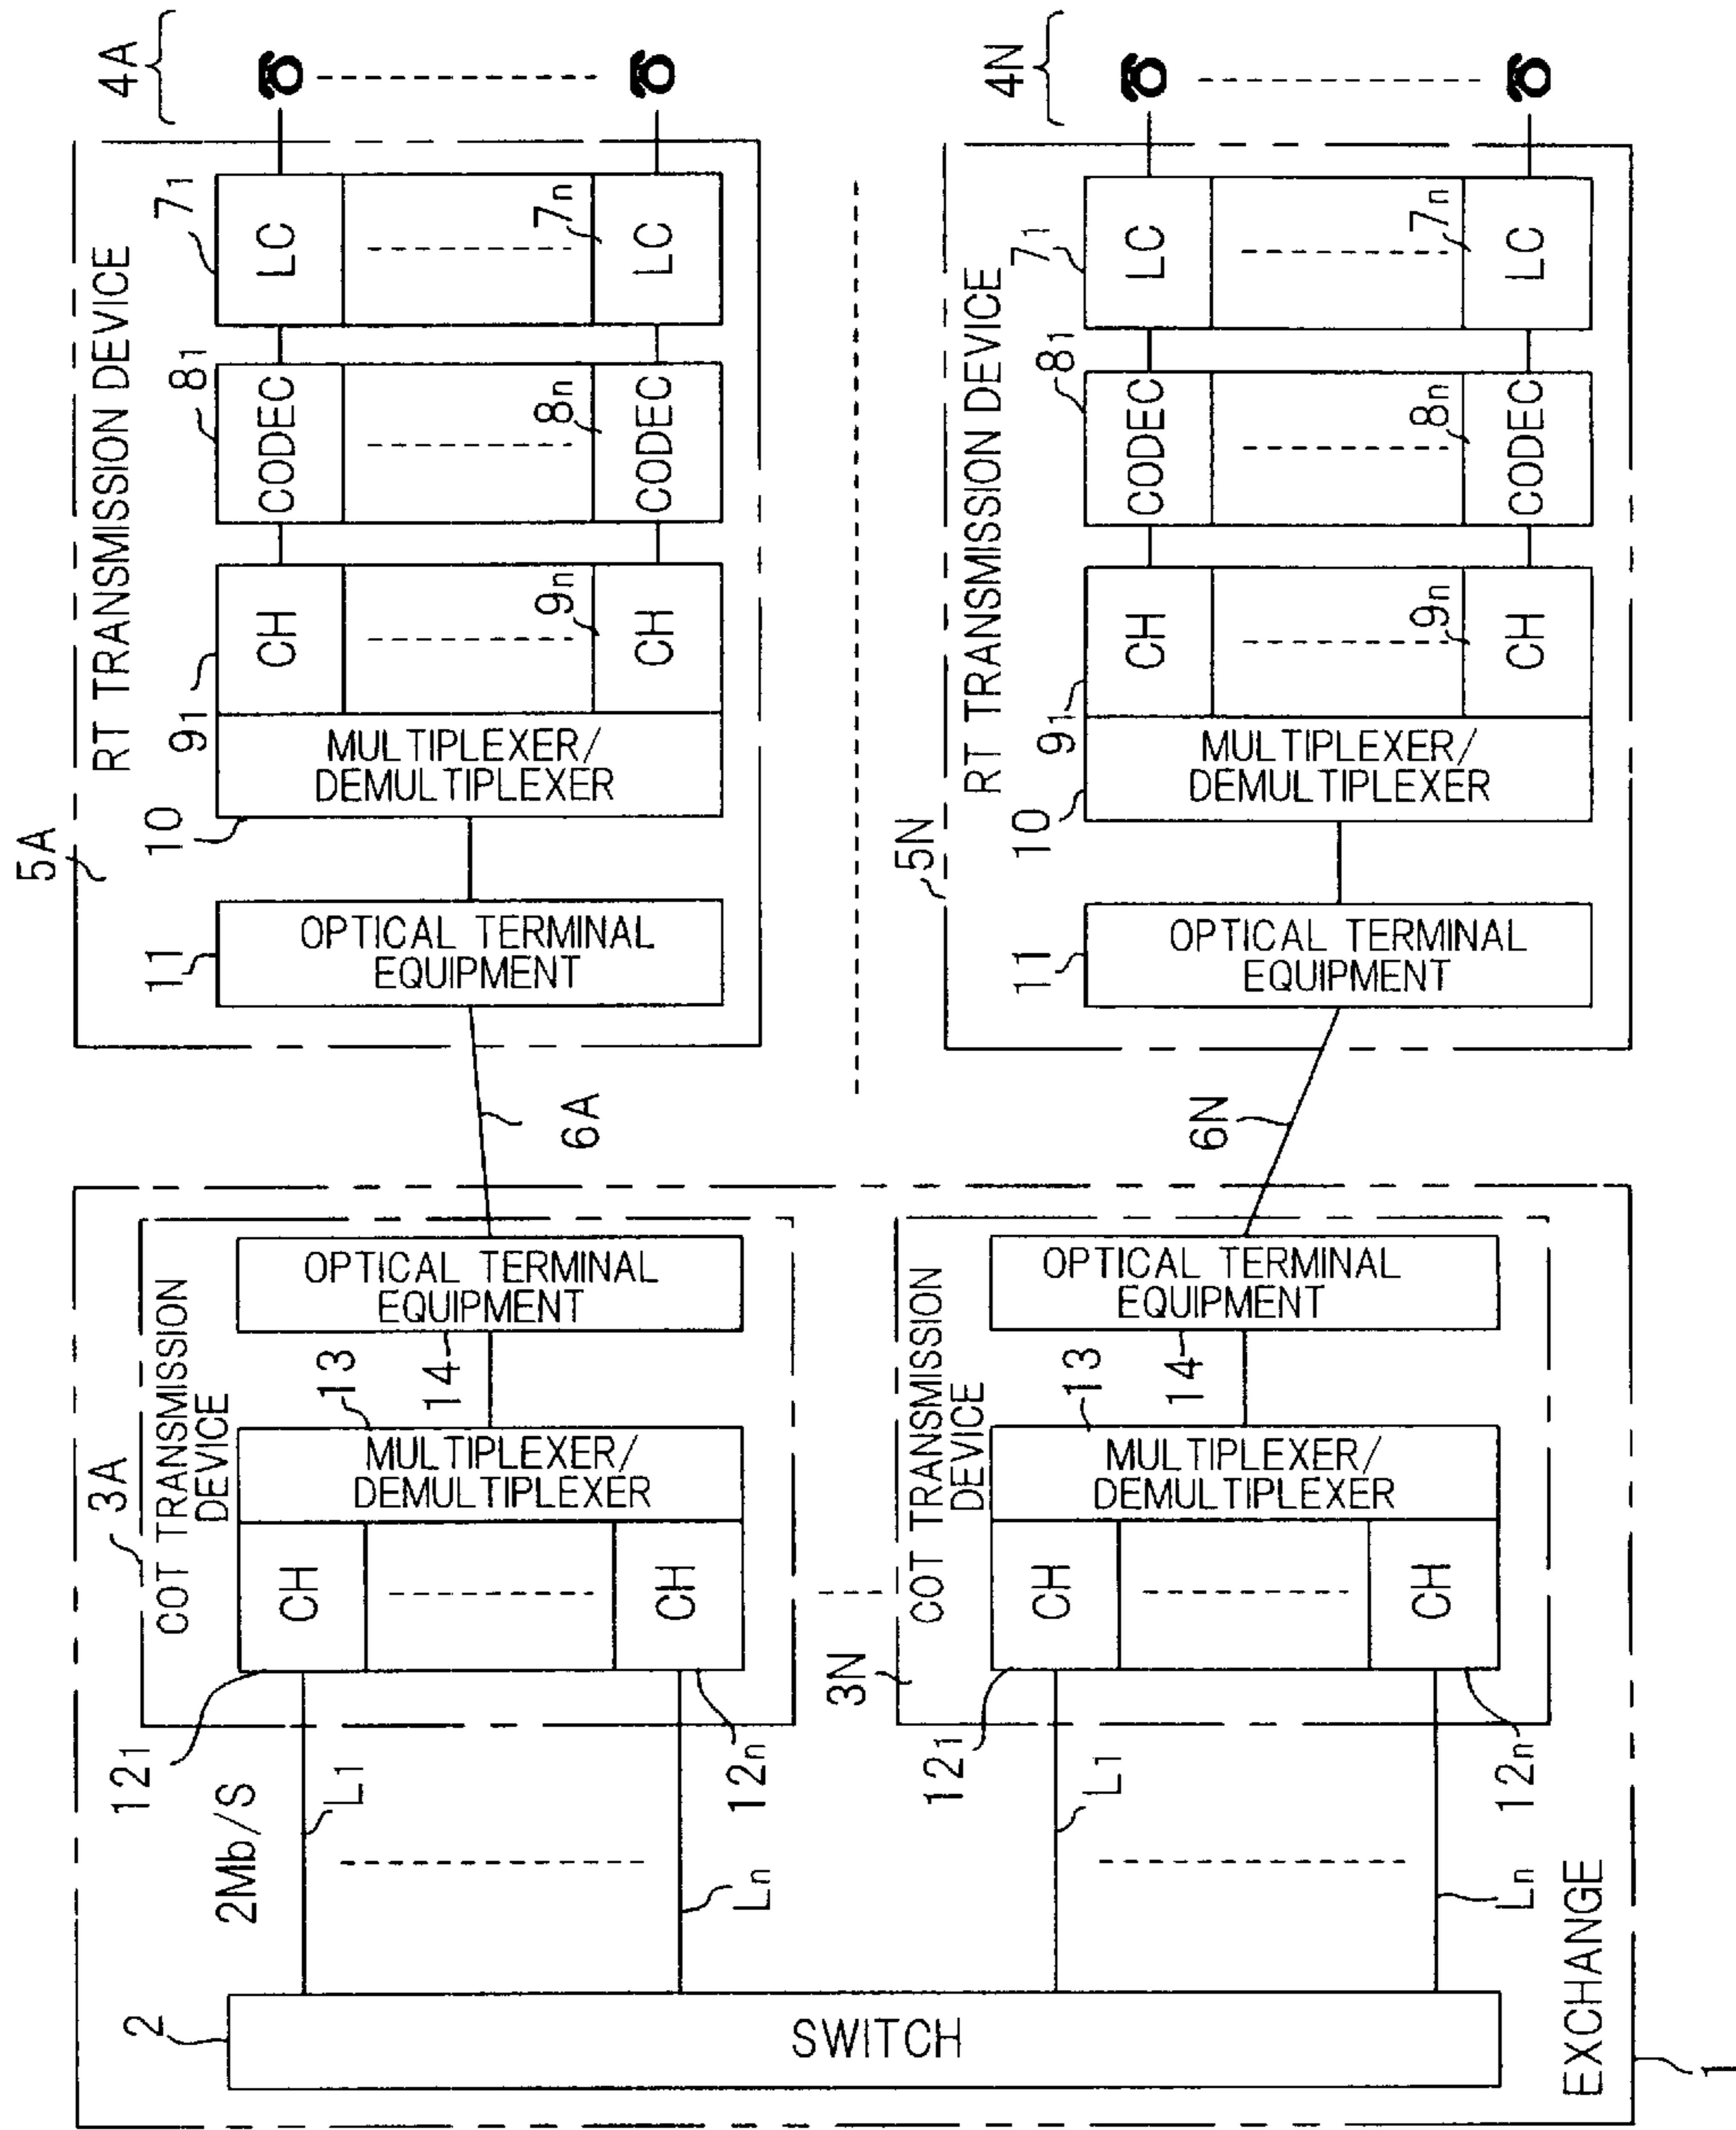 EXCHANGE
1
2
SWITCH
2Mb/S
L1
Ln
L1
Ln
3A
COT TRANSMISSION
DEVICE
121
CH
CH
12n
MULTIPLEXER/
DEMULTIPLEXER
13
14
OPTICAL TERMINAL
EQUIPMENT
3N
COT TRANSMISSION
DEVICE
121
CH
CH
12n
MULTIPLEXER/
DEMULTIPLEXER
13
14
OPTICAL TERMINAL
EQUIPMENT
6A
6N
5A
RT TRANSMISSION DEVICE
11
OPTICAL TERMINAL
EQUIPMENT
10
MULTIPLEXER/
DEMULTIPLEXER
91
CH
9n
CH
81
CODEC
8n
CODEC
71
LC
7n
LC
4A
5N
RT TRANSMISSION DEVICE
11
OPTICAL TERMINAL
EQUIPMENT
10
MULTIPLEXER/
DEMULTIPLEXER
91
CH
9n
CH
81
CODEC
8n
CODEC
71
LC
7n
LC
4N